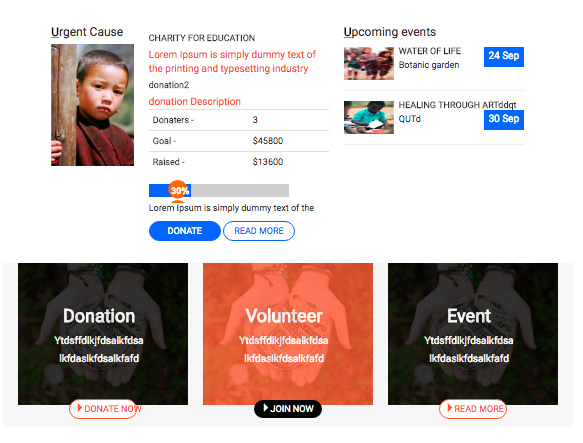 Urgent Cause
CHARITY FOR EDUCATION
Lorem Ipsum is simply dummy text of
the printing and typesetting industry
donation2
donation Description
Donaters - 3
Goal - $45800
Raised - $13600
30%
Lorem Ipsum is simply dummy text of the
DONATE READ MORE
Upcoming events
WATER OF LIFE
Botanic garden
24 Sep
HEALING THROUGH ARTddqt
QUTd
30 Sep
Donation
Ytdsffdlkjfdsalkfdsa
lkfdaslkfdsalkfafd
DONATE NOW
Volunteer
Ytdsffdlkjfdsalkfdsa
lkfdaslkfdsalkfafd
JOIN NOW
Event
Ytdsffdlkjfdsalkfdsa
lkfdaslkfdsalkfafd
READ MORE